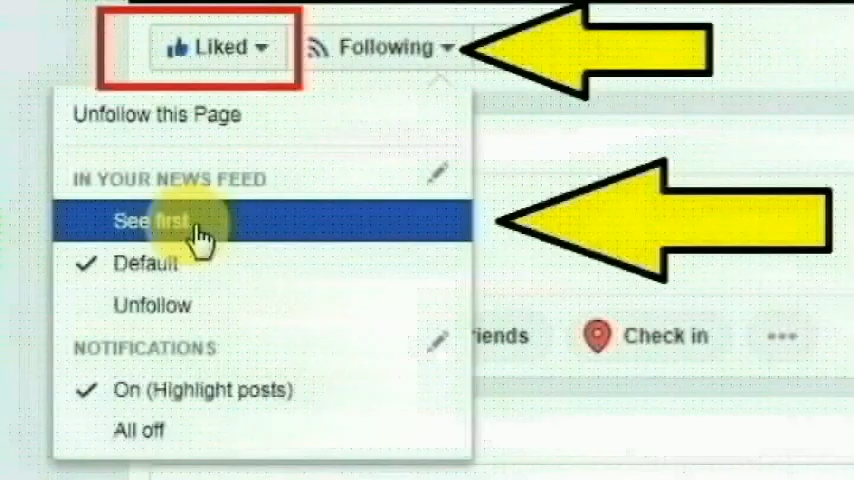 Liked Following
Unfollow this Page
IN YOUR NEWS FEED
See first
Default
Unfollow
riends Check in
NOTIFICATIONS
On (Highlight posts)
All off